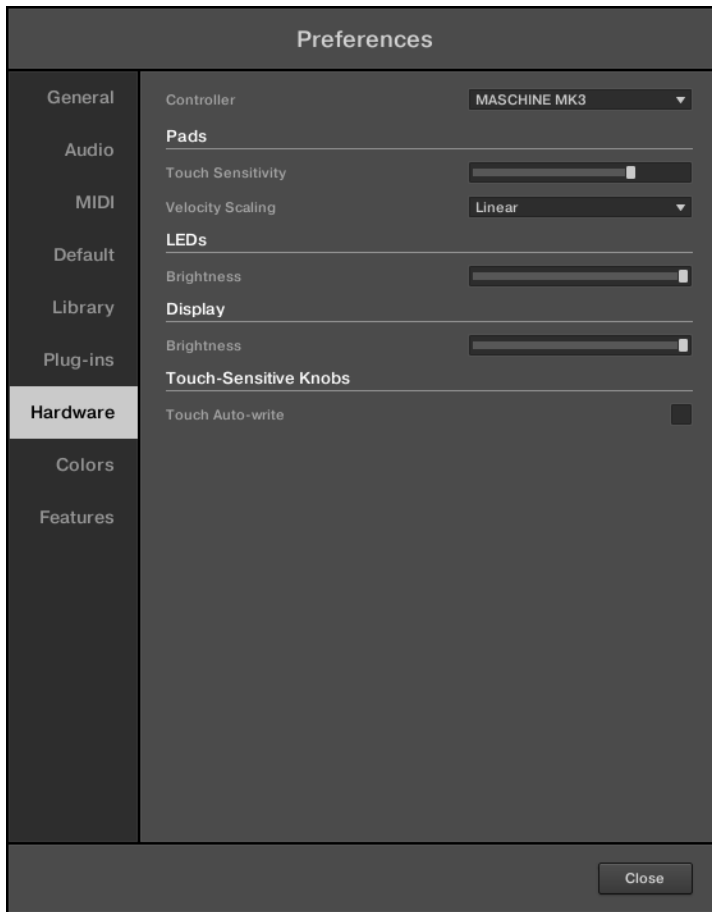 Preferences
General
Audio
MIDI
Default
Library
Plug-ins
Hardware
Colors
Features
Controller MASCHINE MK3
Pads
Touch Sensitivity
Velocity Scaling Linear
LEDs
Brightness
Display
Brightness
Touch-Sensitive Knobs
Touch Auto-write
Close